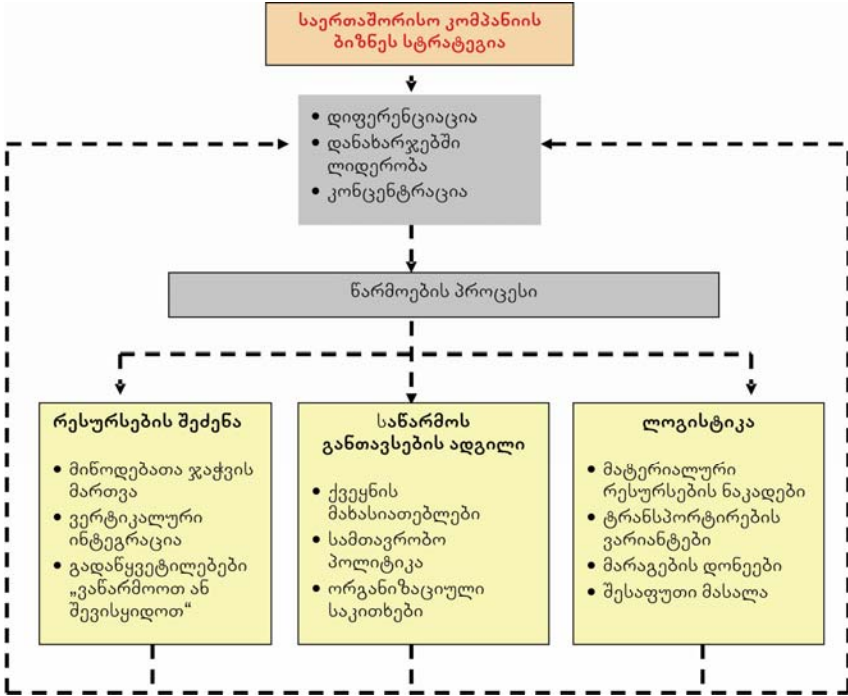 საერთაშორისო კომპანიის
ბიზნეს სტრატეგია
• დიფერენციაცია
• დანახარჯებში
ლიდერობა
• კონცენტრაცია
წარმოების პროცესი
რესურსების შეძენა
• მიწოდებათა ჯაჭვის
მართვა
• ვერტიკალური
ინტეგრაცია
• გადაწყვეტილებები
„ვაწარმოოთ ან
შევისყიდოთ“
საწარმოს
განთავსების ადგილი
• ქვეყნის
მახასიათებლები
• სამთავრობო
პოლიტიკა
• ორგანიზაციული
საკითხები
ლოგისტიკა
• მატერიალური
რესურსების ნაკადები
• ტრანსპორტირების
ვარიანტები
• მარაგების დონეები
• შესაფუთი მასალა